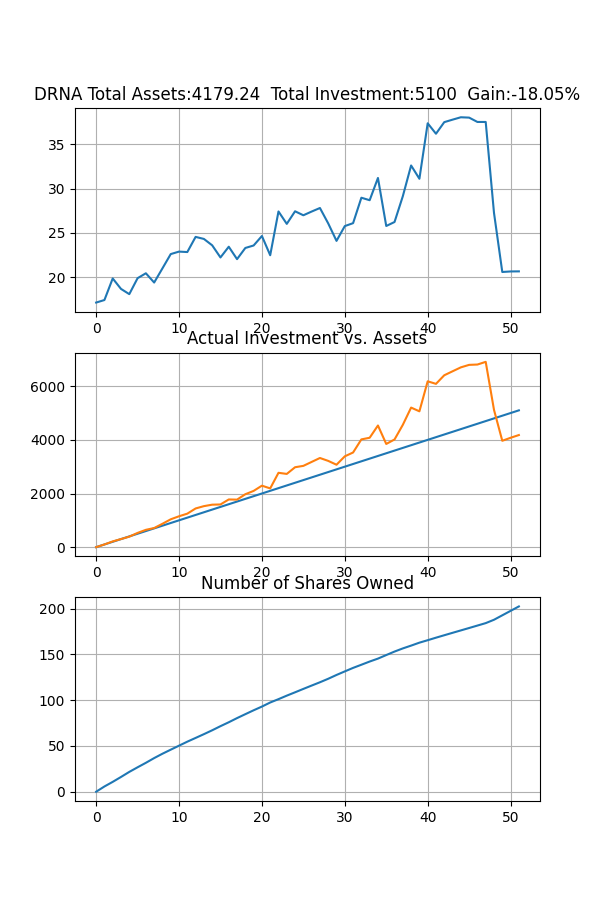 DRNA Total Assets:4179.24  Total Investment:5100  Gain:-18.05%
35
30
25
20
0 10 20 30 40 50
Actual Investment vs. Assets
6000
4000
2000
0
0 10 20 30 40 50
Number of Shares Owned
200
150
100
50
0
0 10 20 30 40 50